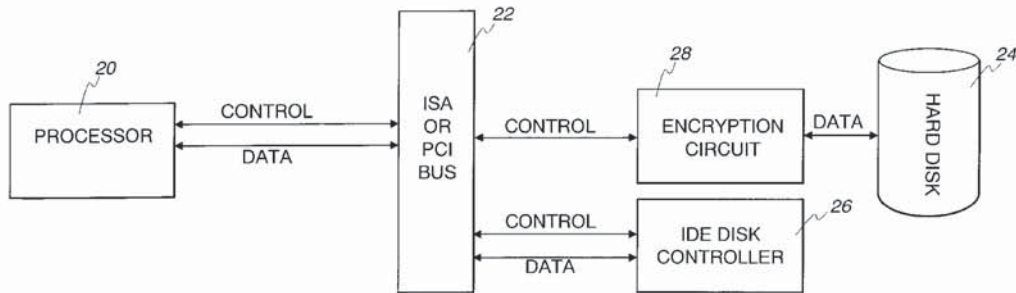 20
PROCESSOR
CONTROL
DATA
22
ISA
OR
PCI
BUS
CONTROL
28
ENCRYPTION
CIRCUIT
DATA
24
HARD DISK
CONTROL
DATA
26
IDE DISK
CONTROLLER